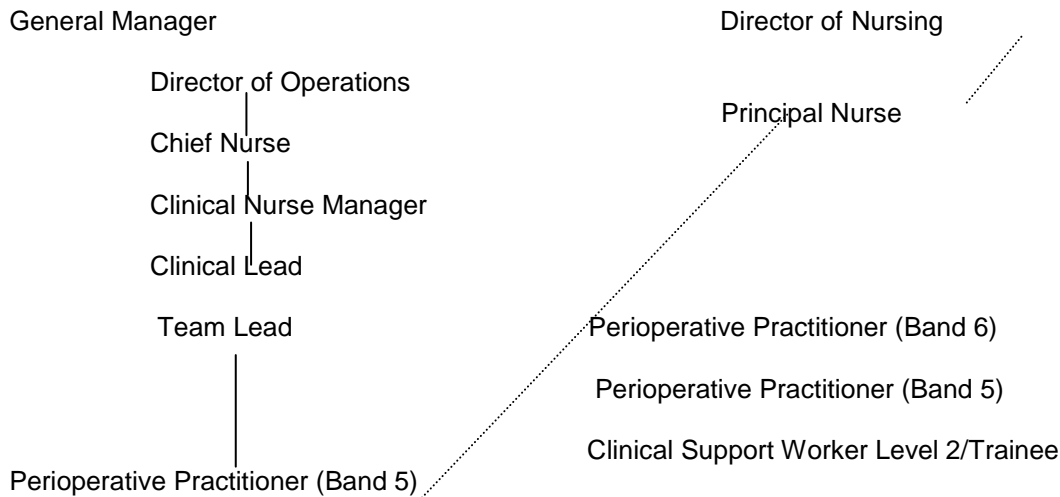 General Manager
Director of Nursing
Director of Operations
Principal Nurse
Chief Nurse
Clinical Nurse Manager
Clinical Lead
Team Lead
Perioperative Practitioner (Band 6)
Perioperative Practitioner (Band 5)
Clinical Support Worker Level 2/Trainee
Perioperative Practitioner (Band 5)